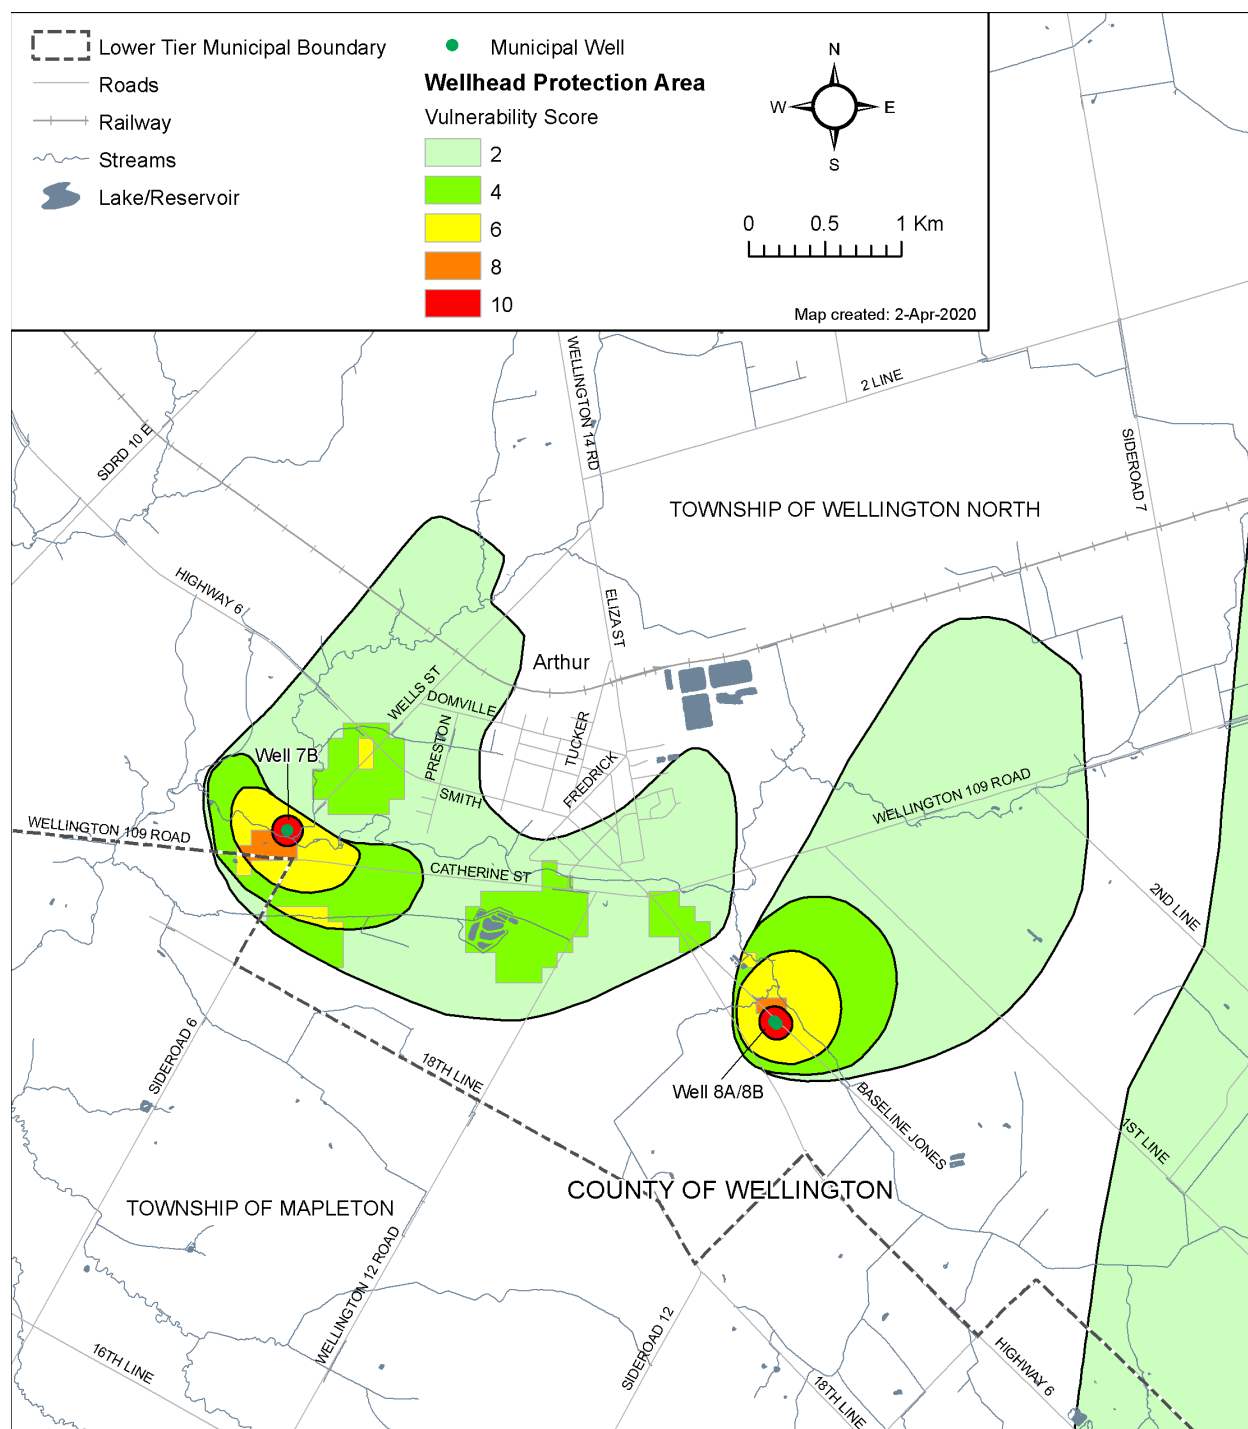 Lower Tier Municipal Boundary
Roads
Railway
Streams
Lake/Reservoir
Municipal Well
Wellhead Protection Area
Vulnerability Score
2
4
6
8
10
N
W
E
S
0
0.5
1 Km
Map created: 2-Apr-2020
WELLINGTON 14 RD
2 LINE
SDRD 10 E
SIDEROAD 7
TOWNSHIP OF WELLINGTON NORTH
HIGHWAY 6
ELIZA ST
Arthur
WELLS ST
DOMVILLE
PRESTON
TUCKER
FREDRICK
SMITH
Well 7B
WELLINGTON 109 ROAD
WELLINGTON 109 ROAD
CATHERINE ST
2ND LINE
SIDEROAD 6
18TH LINE
Well 8A/8B
BASELINE JONES
1ST LINE
COUNTY OF WELLINGTON
TOWNSHIP OF MAPLETON
WELLINGTON 12 ROAD
16TH LINE
SIDEROAD 12
HIGHWAY 6
18TH LINE